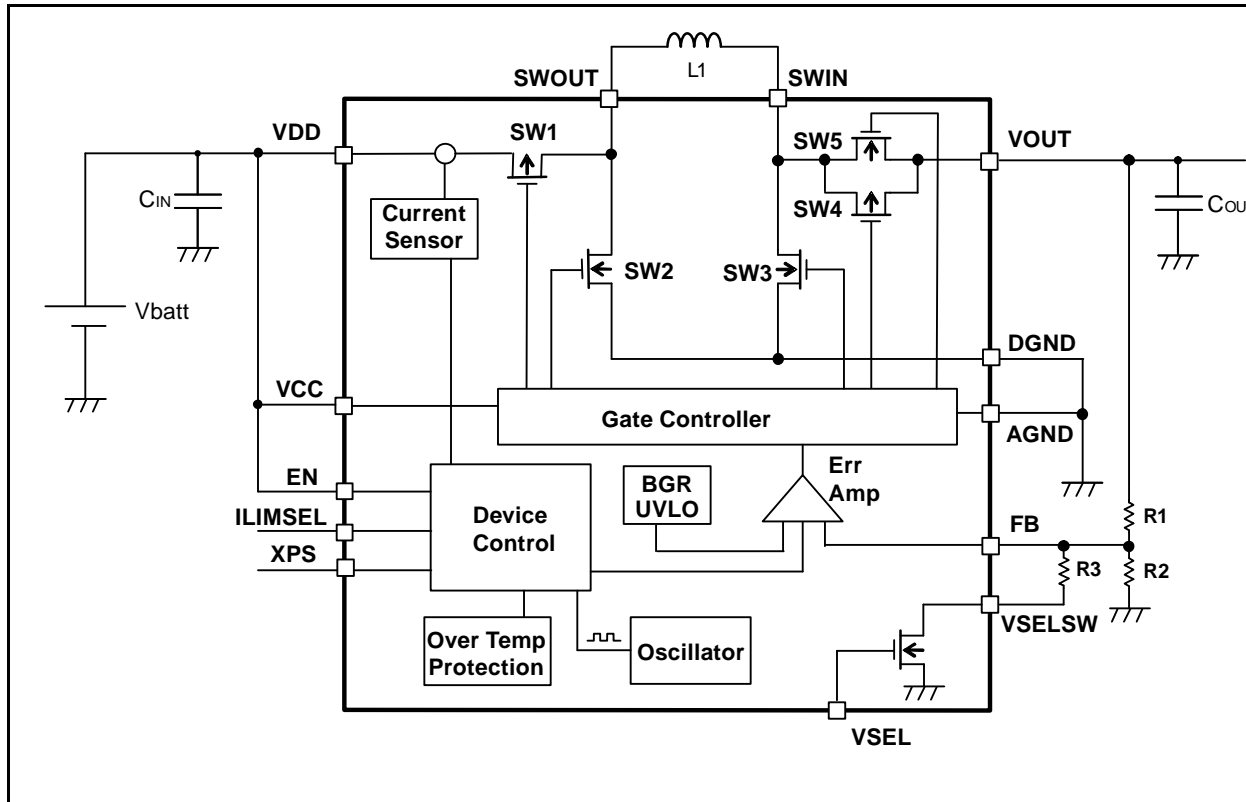 L1
SWOUT
SWIN
VDD
SW1
SW5
VOUT
CIN
Current
Sensor
SW4
COU
SW2
SW3
Vbatt
DGND
VCC
Gate Controller
AGND
Err
Amp
EN
BGR
UVLO
ILIMSEL
Device
Control
FB
R1
XPS
R3
R2
VSELSW
Over Temp
Protection
Oscillator
VSEL